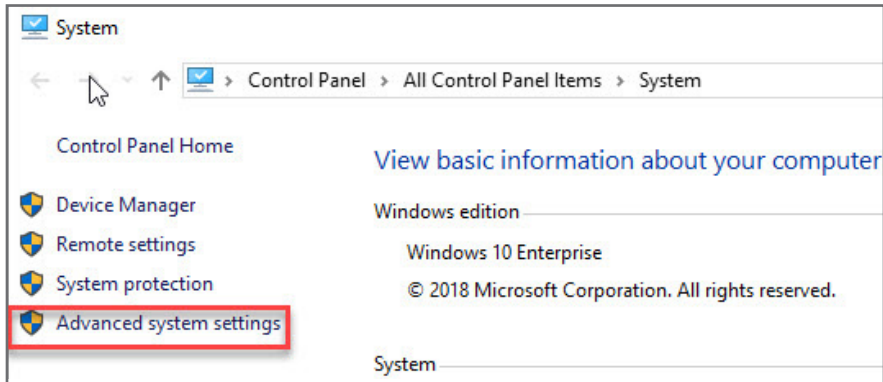 System
Control Panel > All Control Panel Items > System
Control Panel Home
Device Manager
Remote settings
System protection
Advanced system settings
View basic information about your computer
Windows edition
Windows 10 Enterprise
© 2018 Microsoft Corporation. All rights reserved.
System